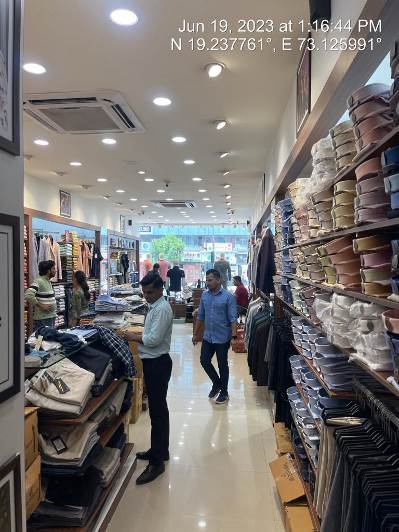 Jun 19, 2023 at 1:16:44 PM
N 19.237761°, E 73.125991°